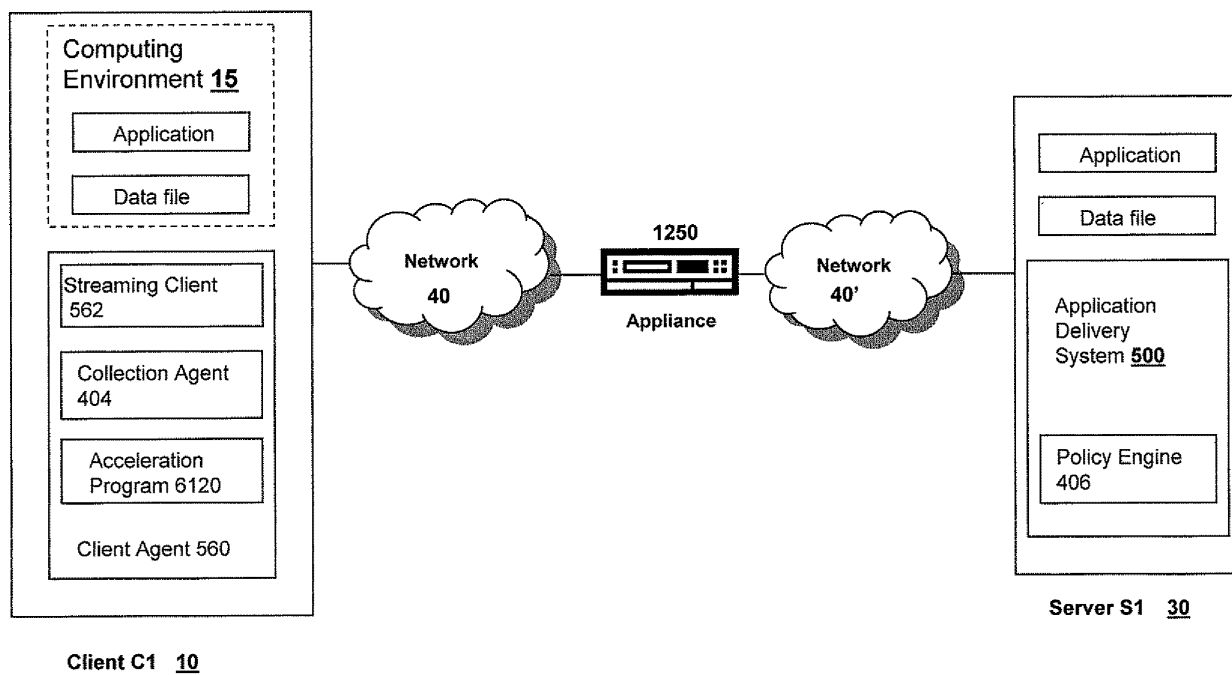 Computing
Environment 15
Application
Data file
Streaming Client
562
Collection Agent
404
Acceleration
Program 6120
Client Agent 560
Client C1 10
Network
40
1250
Appliance
Network
40'
Application
Data file
Application
Delivery
System 500
Policy Engine
406
Server S1 30